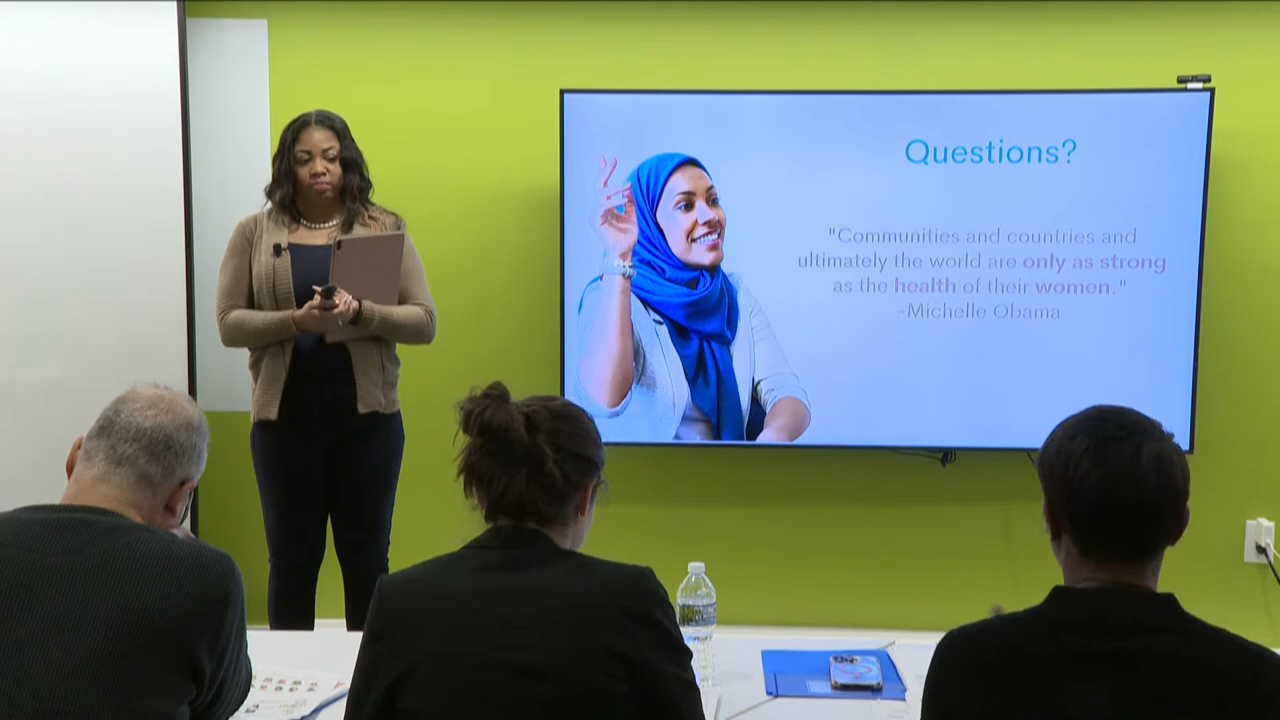 Questions?
"Communities and countries and
ultimately the world are only as strong
as the health of their women."
-Michelle Obama